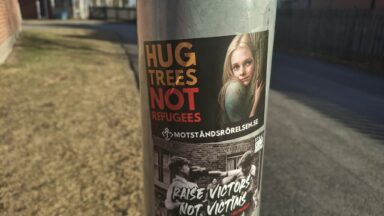 HUG
TREES
NOT
REFUGEES
MOTSTÅNDSRÖRELSEN.SE
RAISE VICTORS
NOT VICTIMS